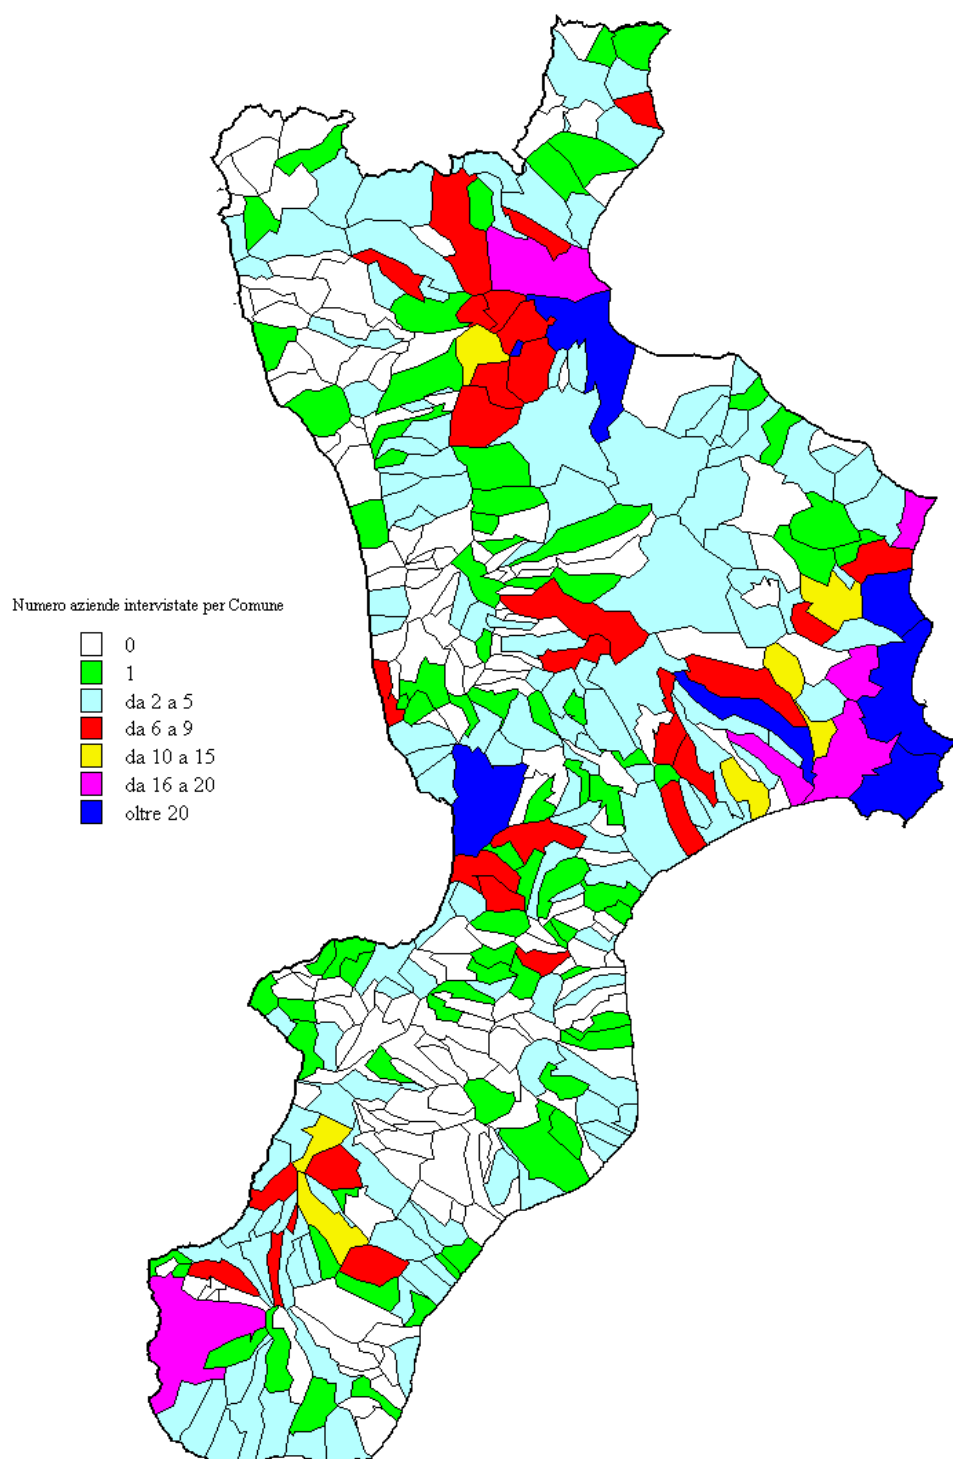 Numero aziende intervistate per Comune
0
1
da 2 a 5
da 6 a 9
da 10 a 15
da 16 a 20
oltre 20